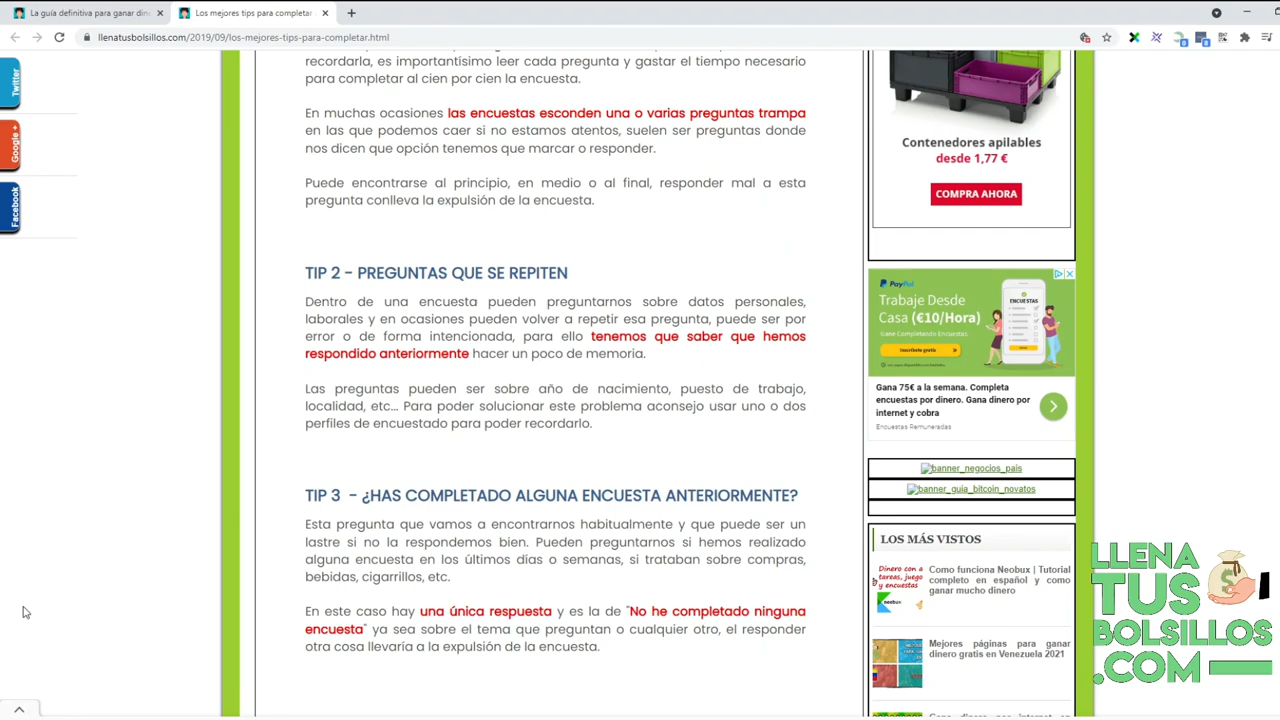 La guía definitiva para ganar din
Los mejores tips para completar
llenatusbolsillos.com/2019/09/los-mejores-tips-para-completar.html
Twitter
Google +
Facebook
recordarla, es importantísimo leer cada pregunta y gastar el tiempo necesario
para completar al cien por cien la encuesta.
En muchas ocasiones las encuestas esconden una o varias preguntas trampa
en las que podemos caer si no estamos atentos, suelen ser preguntas donde
nos dicen que opción tenemos que marcar o responder.
Puede encontrarse al principio, en medio o al final, responder mal a esta
pregunta conlleva la expulsión de la encuesta.
TIP 2 - PREGUNTAS QUE SE REPITEN
Dentro de una encuesta pueden preguntarnos sobre datos personales,
laborales y en ocasiones pueden volver a repetir esa pregunta, puede ser por
error o de forma intencionada, para ello tenemos que saber que hemos
respondido anteriormente hacer un poco de memoria.
Las preguntas pueden ser sobre año de nacimiento, puesto de trabajo,
localidad, etc... Para poder solucionar este problema aconsejo usar uno o dos
perfiles de encuestado para poder recordarlo.
TIP 3 - ¿HAS COMPLETADO ALGUNA ENCUESTA ANTERIORMENTE?
Esta pregunta que vamos a encontrarnos habitualmente y que puede ser un
lastre si no la respondemos bien. Pueden preguntarnos si hemos realizado
alguna encuesta en los últimos días o semanas, si trataban sobre compras,
bebidas, cigarrillos, etc.
En este caso hay una única respuesta y es la de "No he completado ninguna
encuesta" ya sea sobre el tema que preguntan o cualquier otro, el responder
otra cosa llevaría a la expulsión de la encuesta.
Contenedores apilables
desde 1,77 €
COMPRA AHORA
PayPal
Trabaje Desde
Casa (€10/Hora)
Gane Completando Encuestas
Inscríbete gratis
ENCUESTAS
Gana 75€ a la semana. Completa
encuestas por dinero. Gana dinero por
internet y cobra
Encuestas Remuneradas
banner_negocios_pais
banner_guia_bitcoin_novatos
LOS MÁS VISTOS
Dinero con
tareas, juego
y encuestas
neobux
Como funciona Neobux | Tutorial
completo en español y como
ganar mucho dinero
Mejores páginas para ganar
dinero gratis en Venezuela 2021
LLENA
TUS
BOLSILLOS
.COM